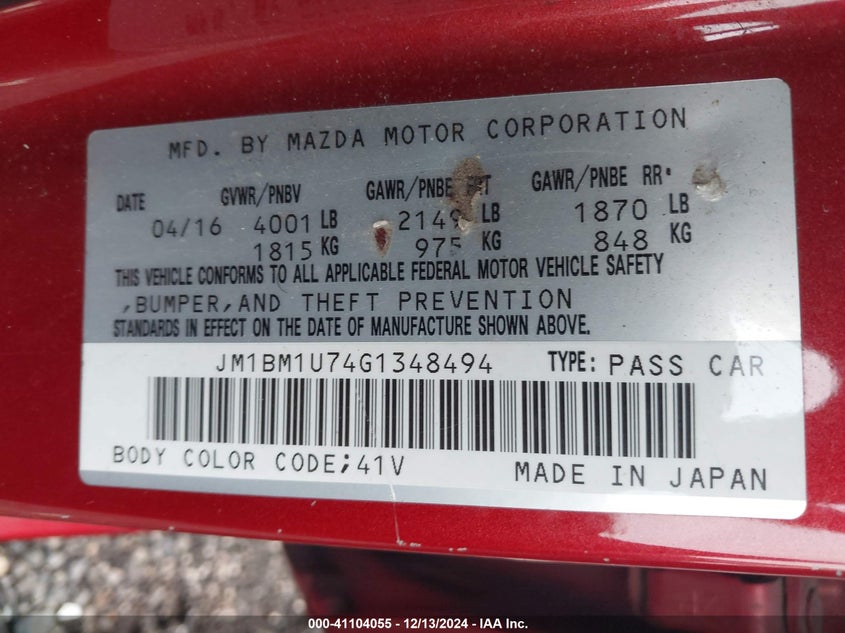 MFD. BY MAZDA MOTOR CORPORATION
DATE GVWR/PNBV GAWR/PNBE GAWR/PNBE RR
04/16 4001 LB 2149 LB 1870 LB
1815 KG 975 KG 848 KG
THIS VEHICLE CONFORMS TO ALL APPLICABLE FEDERAL MOTOR VEHICLE SAFETY
,BUMPER,AND THEFT PREVENTION
STANDARDS IN EFFECT ON THE DATE OF MANUFACTURE SHOWN ABOVE.
JM1BM1U74G1348494 TYPE: PASS CAR
BODY COLOR CODE;41V MADE IN JAPAN
000-41104055 - 12/13/2024 - IAA Inc.